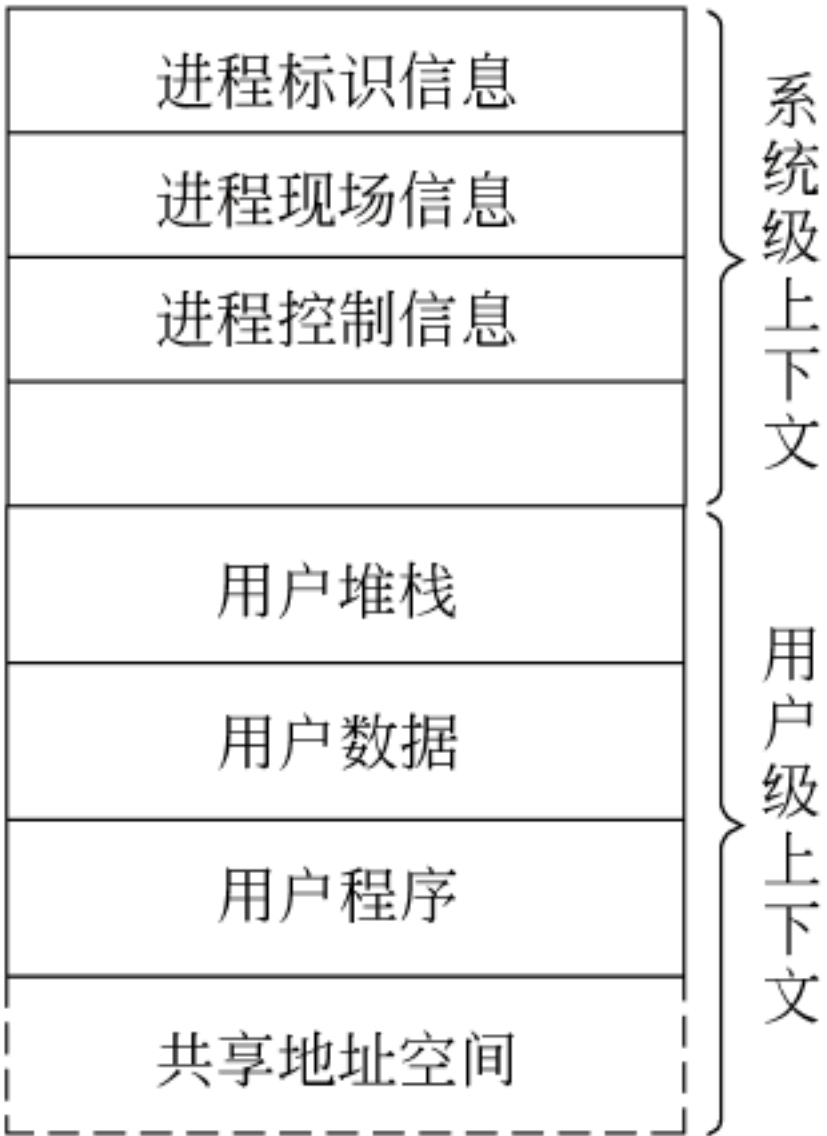 进程标识信息
进程现场信息
进程控制信息
系统级上下文
用户堆栈
用户数据
用户程序
共享地址空间
用户级上下文